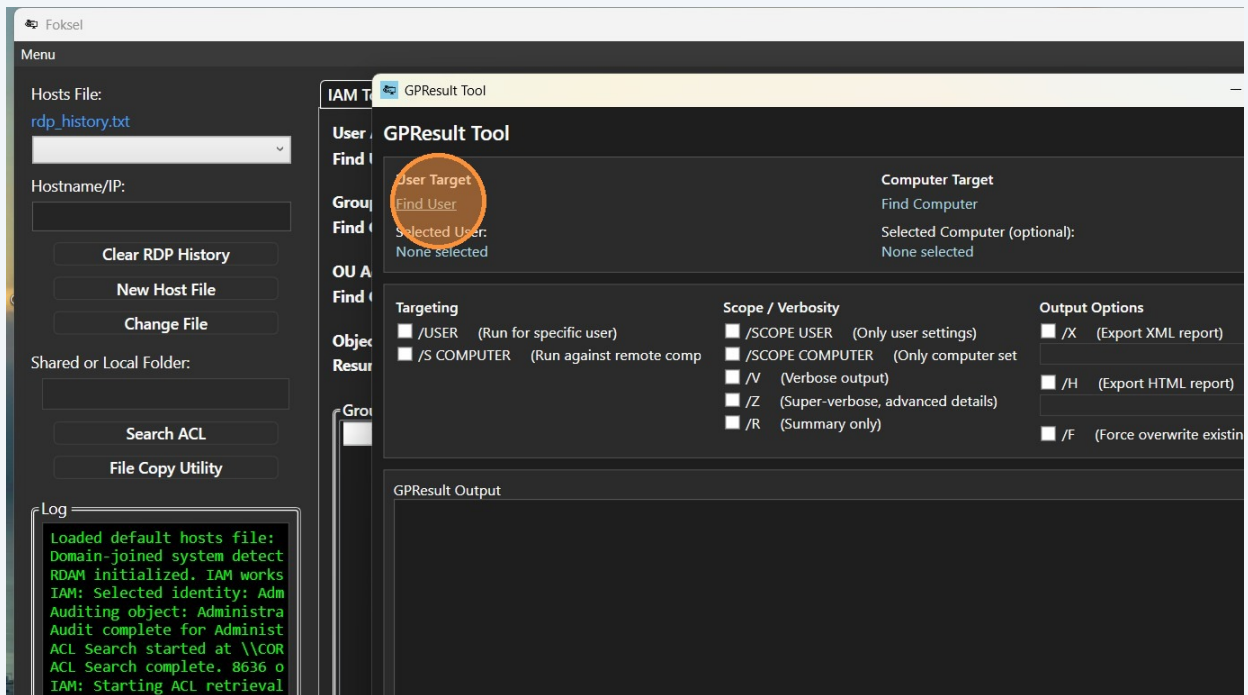 Foksel
Menu
Hosts File:
rdp_history.txt
Hostname/IP:
Clear RDP History
New Host File
Change File
Shared or Local Folder:
Search ACL
File Copy Utility
Log
Loaded default hosts file:
Domain-joined system detect
RDAM initialized. IAM works
IAM: Selected identity: Adm
Auditing object: Administra
Audit complete for Administ
ACL Search started at \\COR
ACL Search complete. 8636 o
IAM: Starting ACL retrieval
IAM T
User
Find
Group
Find
OU A
Find
Objec
Resu
Grou
GPResult Tool
GPResult Tool
User Target
Find User
Selected User:
None selected
Computer Target
Find Computer
Selected Computer (optional):
None selected
Targeting
/USER (Run for specific user)
/S COMPUTER (Run against remote comp
Scope / Verbosity
/SCOPE USER (Only user settings)
/SCOPE COMPUTER (Only computer set
/V (Verbose output)
/Z (Super-verbose, advanced details)
/R (Summary only)
Output Options
/X (Export XML report)
/H (Export HTML report)
/F (Force overwrite existin
GPResult Output